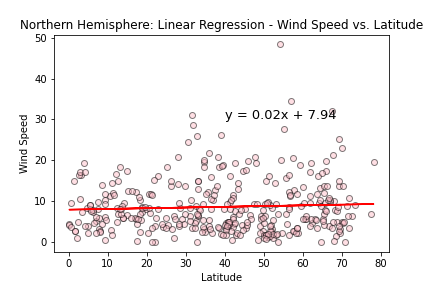 Northern Hemisphere: Linear Regression - Wind Speed vs. Latitude
50
40
30
20
10
0
Wind Speed
y = 0.02x + 7.94
0 10 20 30 40 50 60 70 80
Latitude